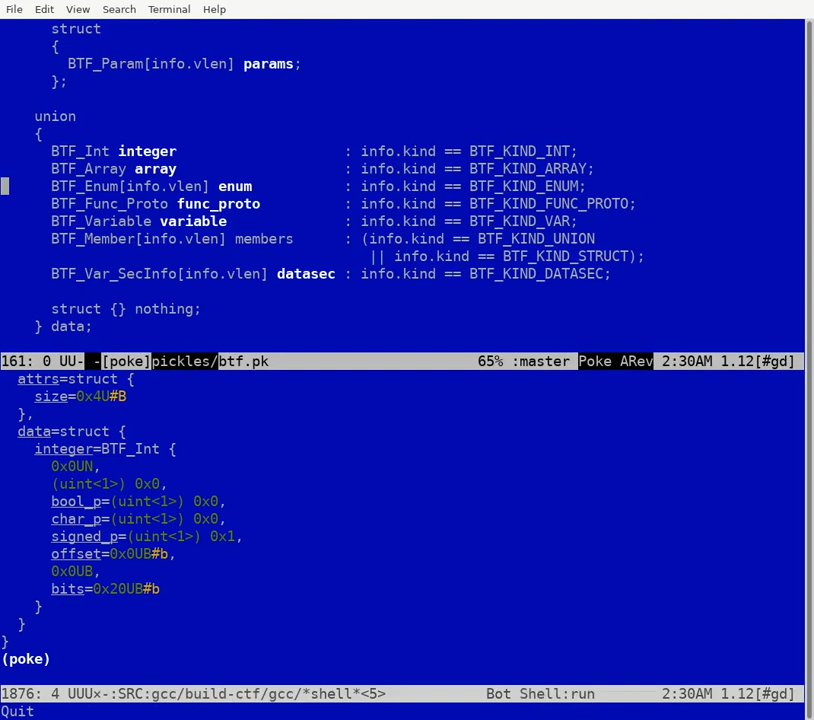 File Edit View Search Terminal Help
struct
{
BTF_Param[info.vlen] params;
};
union
{
BTF_Int integer : info.kind == BTF_KIND_INT;
BTF_Array array : info.kind == BTF_KIND_ARRAY;
BTF_Enum[info.vlen] enum : info.kind == BTF_KIND_ENUM;
BTF_Func_Proto func_proto : info.kind == BTF_KIND_FUNC_PROTO;
BTF_Variable variable : info.kind == BTF_KIND_VAR;
BTF_Member[info.vlen] members : (info.kind == BTF_KIND_UNION
|| info.kind == BTF_KIND_STRUCT);
BTF_Var_SecInfo[info.vlen] datasec : info.kind == BTF_KIND_DATASEC;
struct {} nothing;
} data;
161: 0 UU- -[poke]pickles/btf.pk 65% :master Poke ARev 2:30AM 1.12[#gd]
attrs=struct {
size=0x4U#B
},
data=struct {
integer=BTF_Int {
0x0UN,
(uint<1>) 0x0,
bool_p=(uint<1>) 0x0,
char_p=(uint<1>) 0x0,
signed_p=(uint<1>) 0x1,
offset=0x0UB#b,
0x0UB,
bits=0x20UB#b
}
}
}
(poke)
1876: 4 UUU×-:SRC:gcc/build-ctf/gcc/*shell*<5> Bot Shell:run 2:30AM 1.12[#gd]
Quit